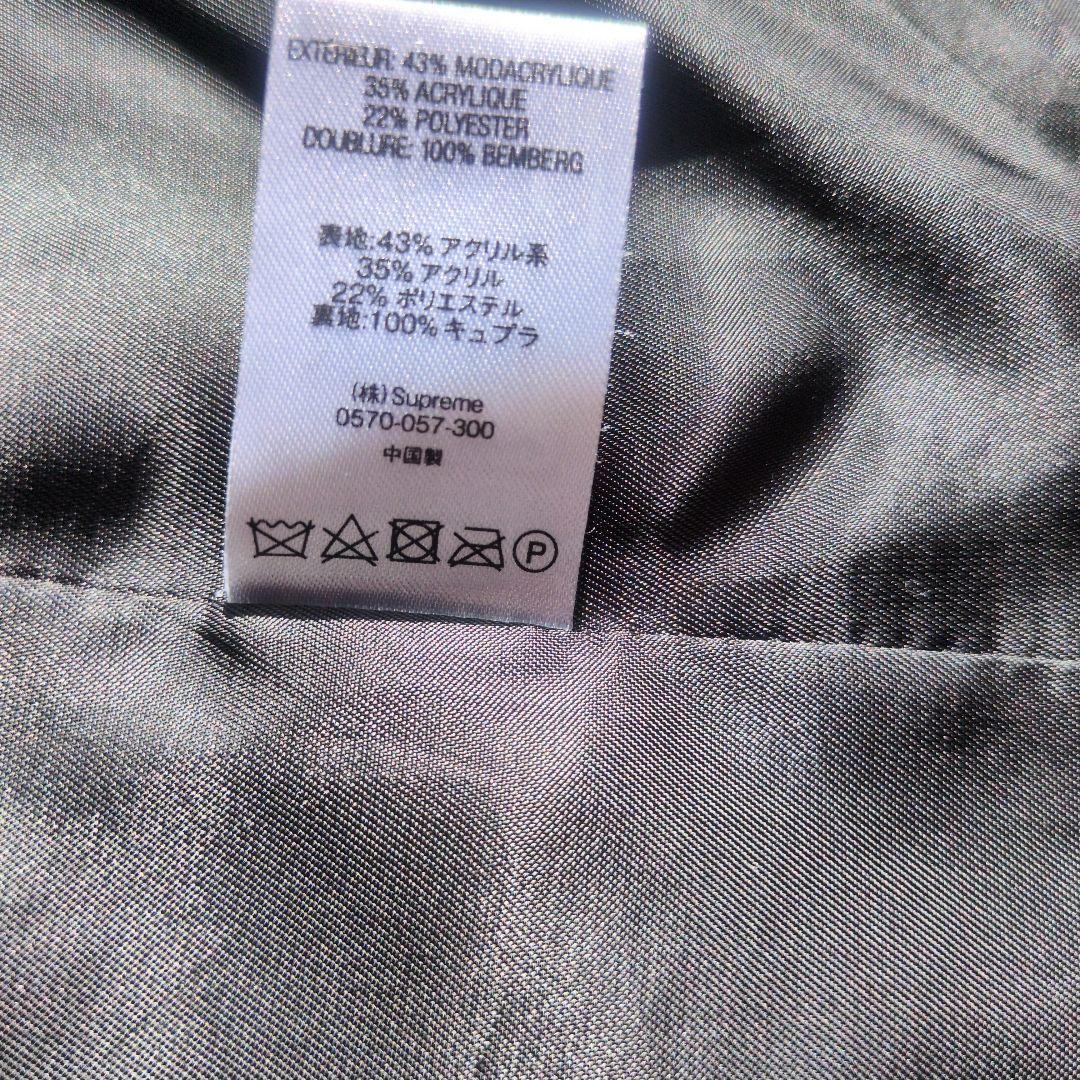 EXTÉRIEUR: 43% MODACRYLIQUE
35% ACRYLIQUE
22% POLYESTER
DOUBLURE: 100% BEMBERG
表地:43% アクリル系
35% アクリル
22% ポリエステル
裏地:100% キュプラ
(株) Supreme
0570-057-300
中国製
P